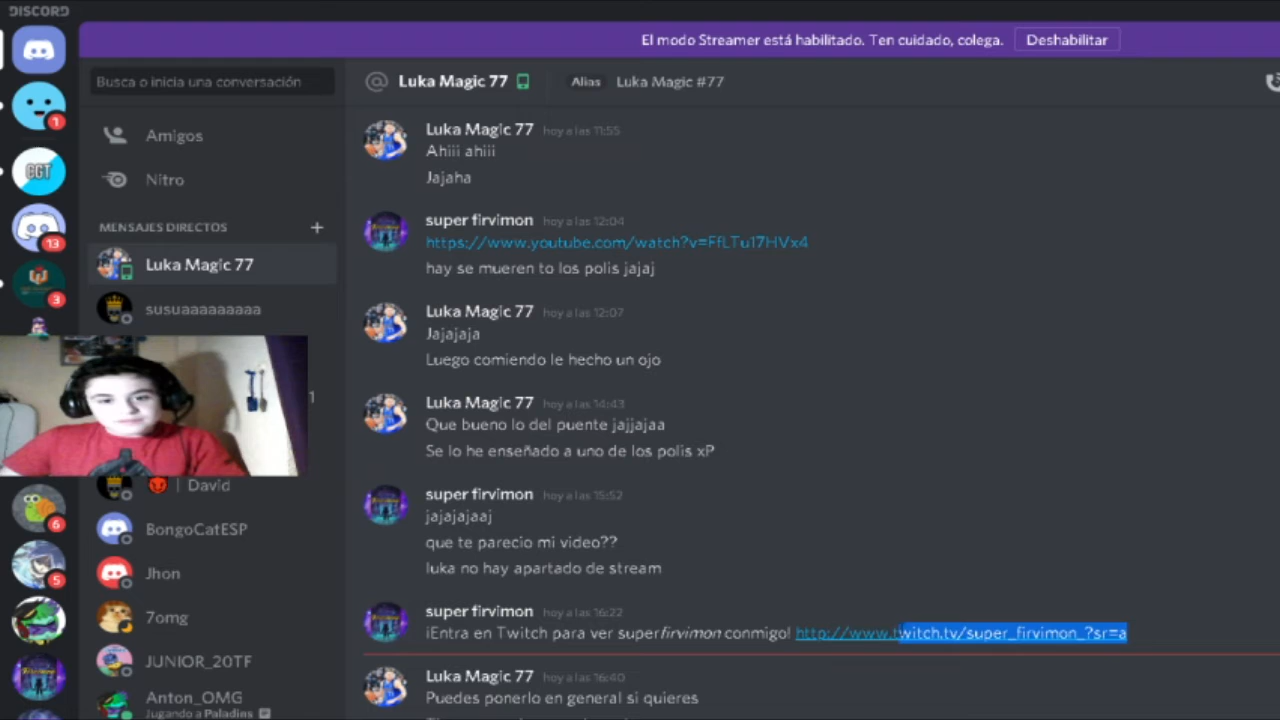 DISCORD
El modo Streamer está habilitado. Ten cuidado, colega.
Deshabilitar
Busca o inicia una conversación
Luka Magic 77
Alias
Luka Magic #77
Amigos
Nitro
MENSAJES DIRECTOS
Luka Magic 77
susuaaaaaaaaa
1
| David
BongoCatESP
Jhon
7omg
JUNIOR_20TF
Anton_OMG
Jugando a Paladins
1
CGT
13
3
6
5
Luka Magic 77 hoy a las 11:55
Ahiii ahiii
Jajaha
super firvimon hoy a las 12:04
https://www.youtube.com/watch?v=FfLTu17HVx4
hay se mueren to los polis jajaj
Luka Magic 77 hoy a las 12:07
Jajajaja
Luego comiendo le hecho un ojo
Luka Magic 77 hoy a las 14:43
Que bueno lo del puente jajjajaa
Se lo he enseñado a uno de los polis xP
super firvimon hoy a las 15:52
jajajajaaj
que te parecio mi video??
luka no hay apartado de stream
super firvimon hoy a las 16:22
¡Entra en Twitch para ver superfirvimon conmigo! http://www.twitch.tv/super_firvimon_?sr=a
Luka Magic 77 hoy a las 16:40
Puedes ponerlo en general si quieres